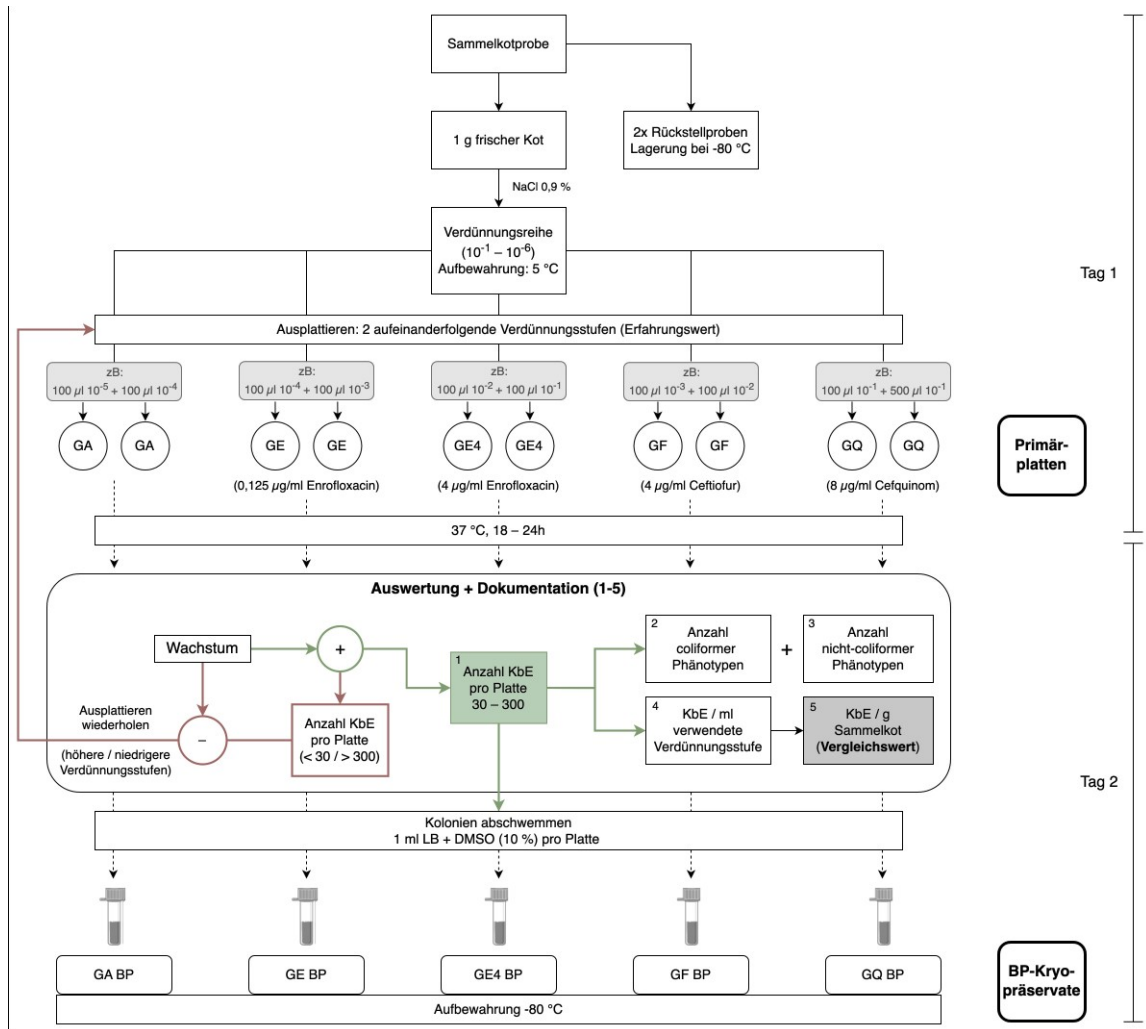 Sammelkotprobe
1 g frischer Kot
2x Rückstellproben
Lagerung bei -80 °C
NaCl 0,9 %
Verdünnungsreihe
(10⁻¹ – 10⁻⁶)
Aufbewahrung: 5 °C
Tag 1
Ausplattieren: 2 aufeinanderfolgende Verdünnungsstufen (Erfahrungswert)
zB:
100 µl 10⁻⁵ + 100 µl 10⁻⁴
zB:
100 µl 10⁻⁴ + 100 µl 10⁻³
zB:
100 µl 10⁻² + 100 µl 10⁻¹
zB:
100 µl 10⁻³ + 100 µl 10⁻²
zB:
100 µl 10⁻¹ + 500 µl 10⁻¹
GA GA GE GE GE4 GE4 GF GF GQ GQ
(0,125 µg/ml Enrofloxacin) (4 µg/ml Enrofloxacin) (4 µg/ml Ceftiofur) (8 µg/ml Cefquinom)
Primär-
platten
37 °C, 18 – 24h
Auswertung + Dokumentation (1-5)
Wachstum
+
1
Anzahl KbE
pro Platte
30 – 300
2
Anzahl
coliformer
Phänotypen
+
3
Anzahl
nicht-coliformer
Phänotypen
Ausplattieren
wiederholen
(höhere / niedrigere
Verdünnungsstufen)
–
Anzahl KbE
pro Platte
(< 30 / > 300)
4
KbE / ml
verwendete
Verdünnungsstufe
5
KbE / g
Sammelkot
(Vergleichswert)
Tag 2
Kolonien abschwemmen
1 ml LB + DMSO (10 %) pro Platte
GA BP GE BP GE4 BP GF BP GQ BP
Aufbewahrung -80 °C
BP-Kryo-
präservate